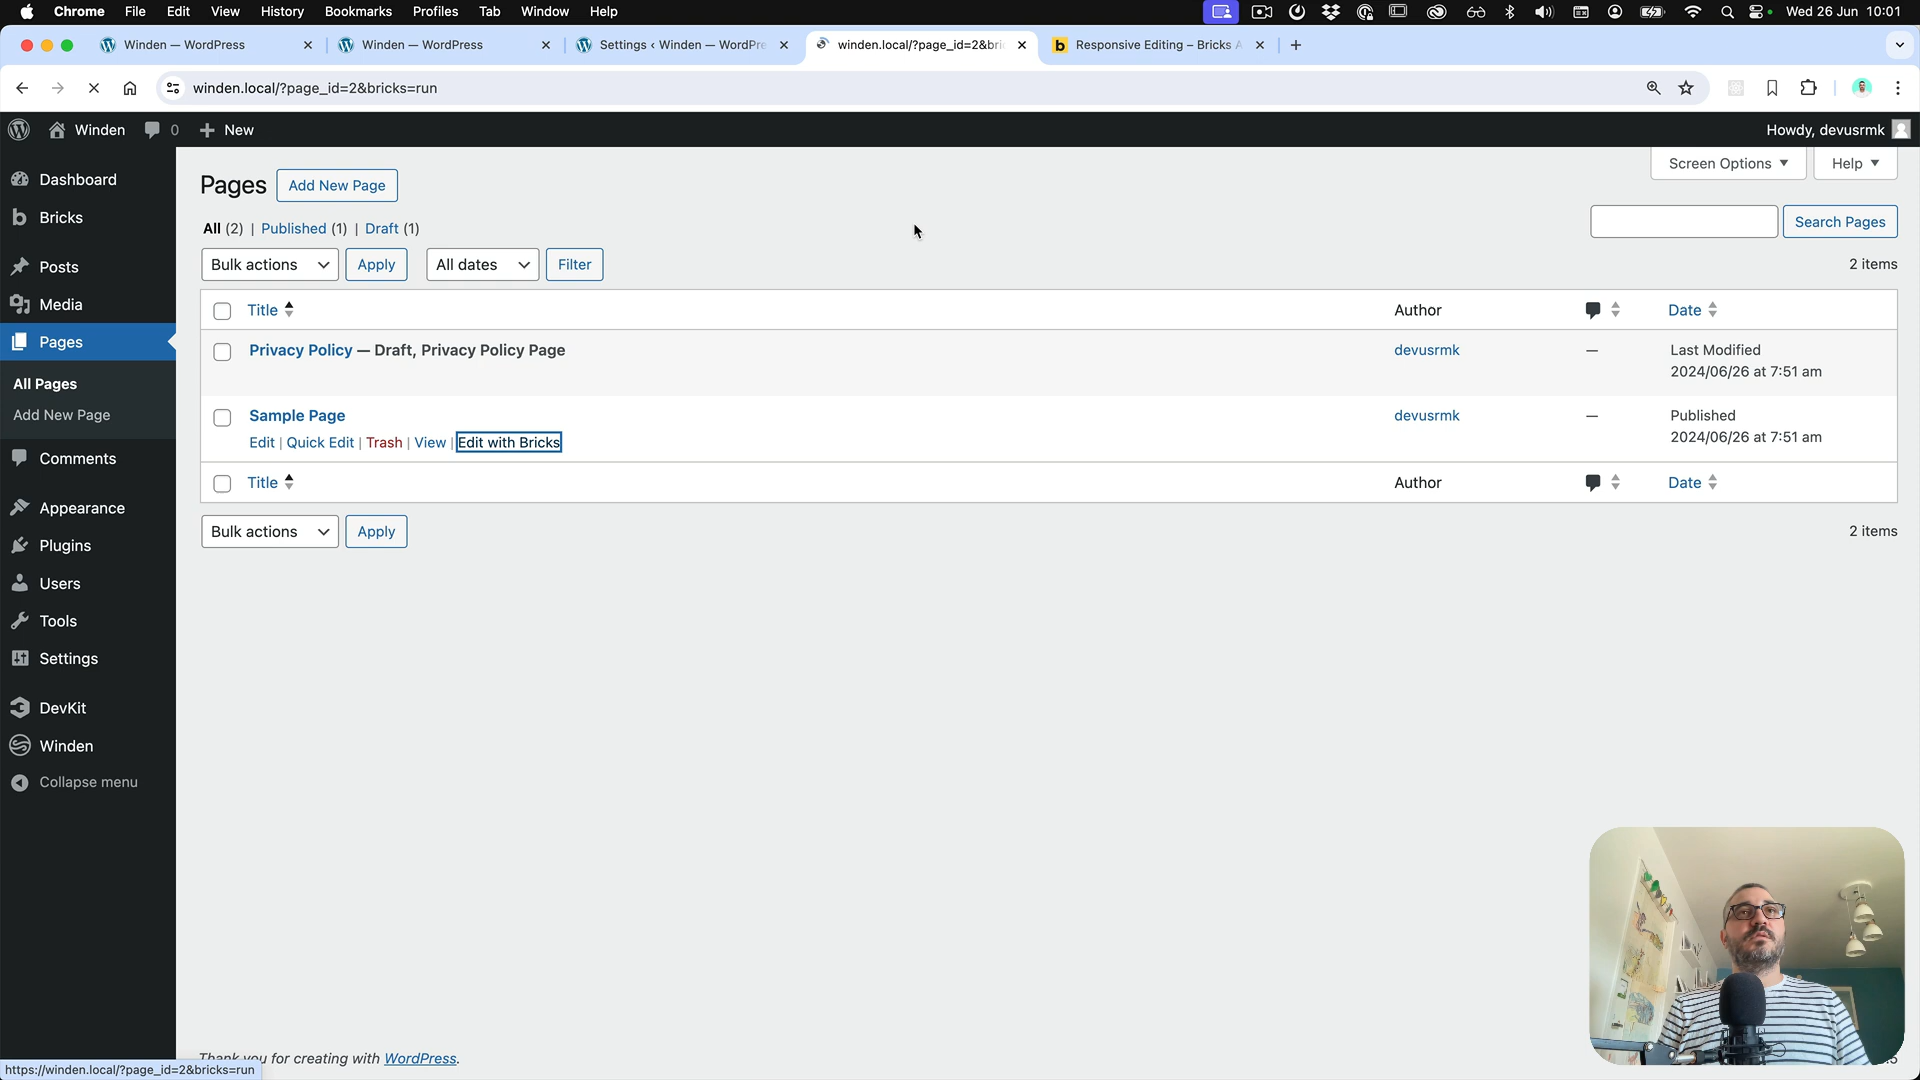 Chrome File Edit View History Bookmarks Profiles Tab Window Help Wed 26 Jun 10:01
Winden — WordPress Winden — WordPress Settings ‹ Winden — WordPre winden.local/?page_id=2&bri Responsive Editing – Bricks A
winden.local/?page_id=2&bricks=run
Winden 0 New Howdy, devusrmk
Screen Options Help
Dashboard
Bricks
Posts
Media
Pages
All Pages
Add New Page
Comments
Appearance
Plugins
Users
Tools
Settings
DevKit
Winden
Collapse menu
Pages Add New Page
All (2) | Published (1) | Draft (1)
Search Pages
Bulk actions Apply All dates Filter 2 items
Title Author Date
Privacy Policy — Draft, Privacy Policy Page devusrmk — Last Modified
2024/06/26 at 7:51 am
Sample Page devusrmk — Published
2024/06/26 at 7:51 am
Edit | Quick Edit | Trash | View | Edit with Bricks
Title Author Date
Bulk actions Apply 2 items
Thank you for creating with WordPress.
https://winden.local/?page_id=2&bricks=run